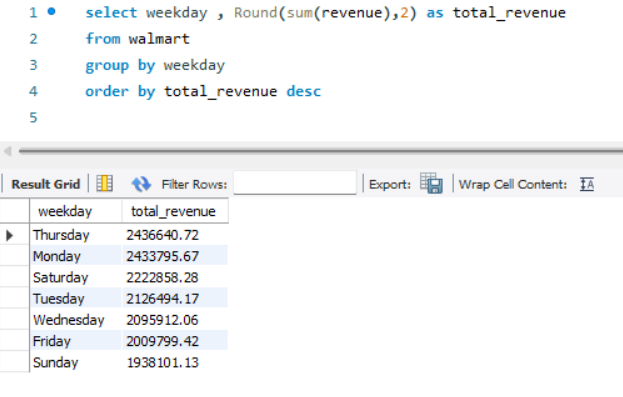 1 select weekday , Round(sum(revenue),2) as total_revenue
2 from walmart
3 group by weekday
4 order by total_revenue desc
5
Result Grid Filter Rows: Export: Wrap Cell Content: IA
weekday total_revenue
Thursday 2436640.72
Monday 2433795.67
Saturday 2222858.28
Tuesday 2126494.17
Wednesday 2095912.06
Friday 2009799.42
Sunday 1938101.13